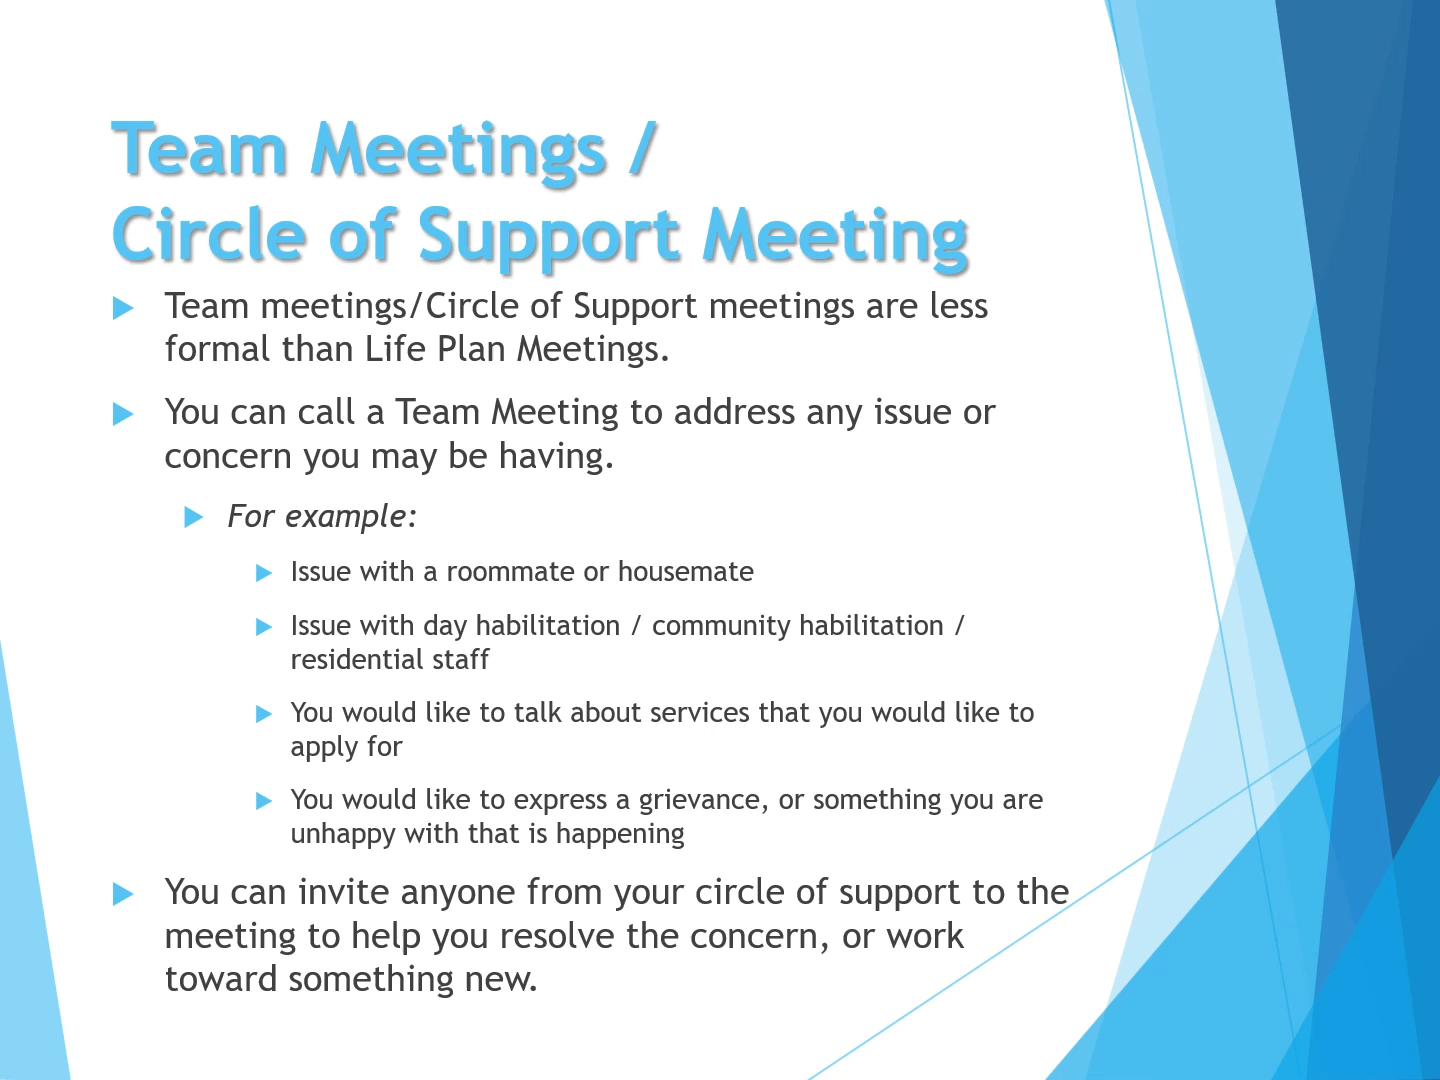 Team Meetings /
Circle of Support Meeting
Team meetings/Circle of Support meetings are less
formal than Life Plan Meetings.
You can call a Team Meeting to address any issue or
concern you may be having.
For example:
Issue with a roommate or housemate
Issue with day habilitation / community habilitation /
residential staff
You would like to talk about services that you would like to
apply for
You would like to express a grievance, or something you are
unhappy with that is happening
You can invite anyone from your circle of support to the
meeting to help you resolve the concern, or work
toward something new.